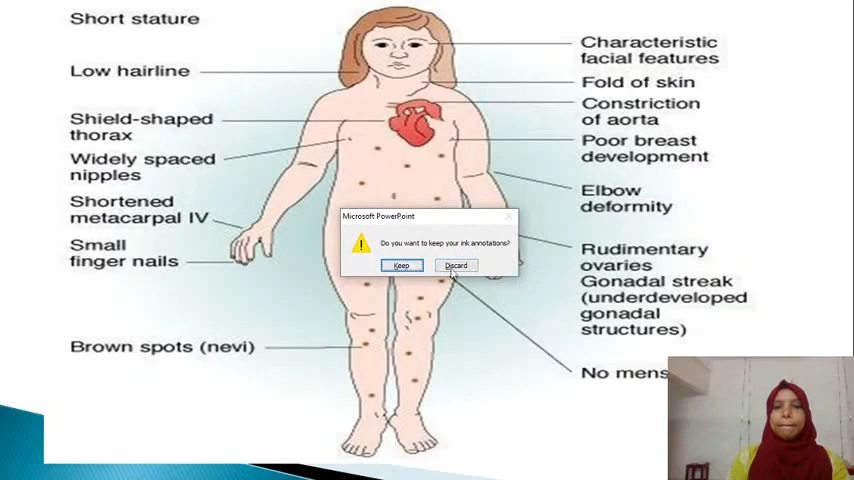 Short stature
Low hairline
Shield-shaped
thorax
Widely spaced
nipples
Shortened
metacarpal IV
Small
finger nails
Brown spots (nevi)
Characteristic
facial features
Fold of skin
Constriction
of aorta
Poor breast
development
Elbow
deformity
Rudimentary
ovaries
Gonadal streak
(underdeveloped
gonadal
structures)
No mens
Microsoft PowerPoint
Do you want to keep your ink annotations?
Keep
Discard